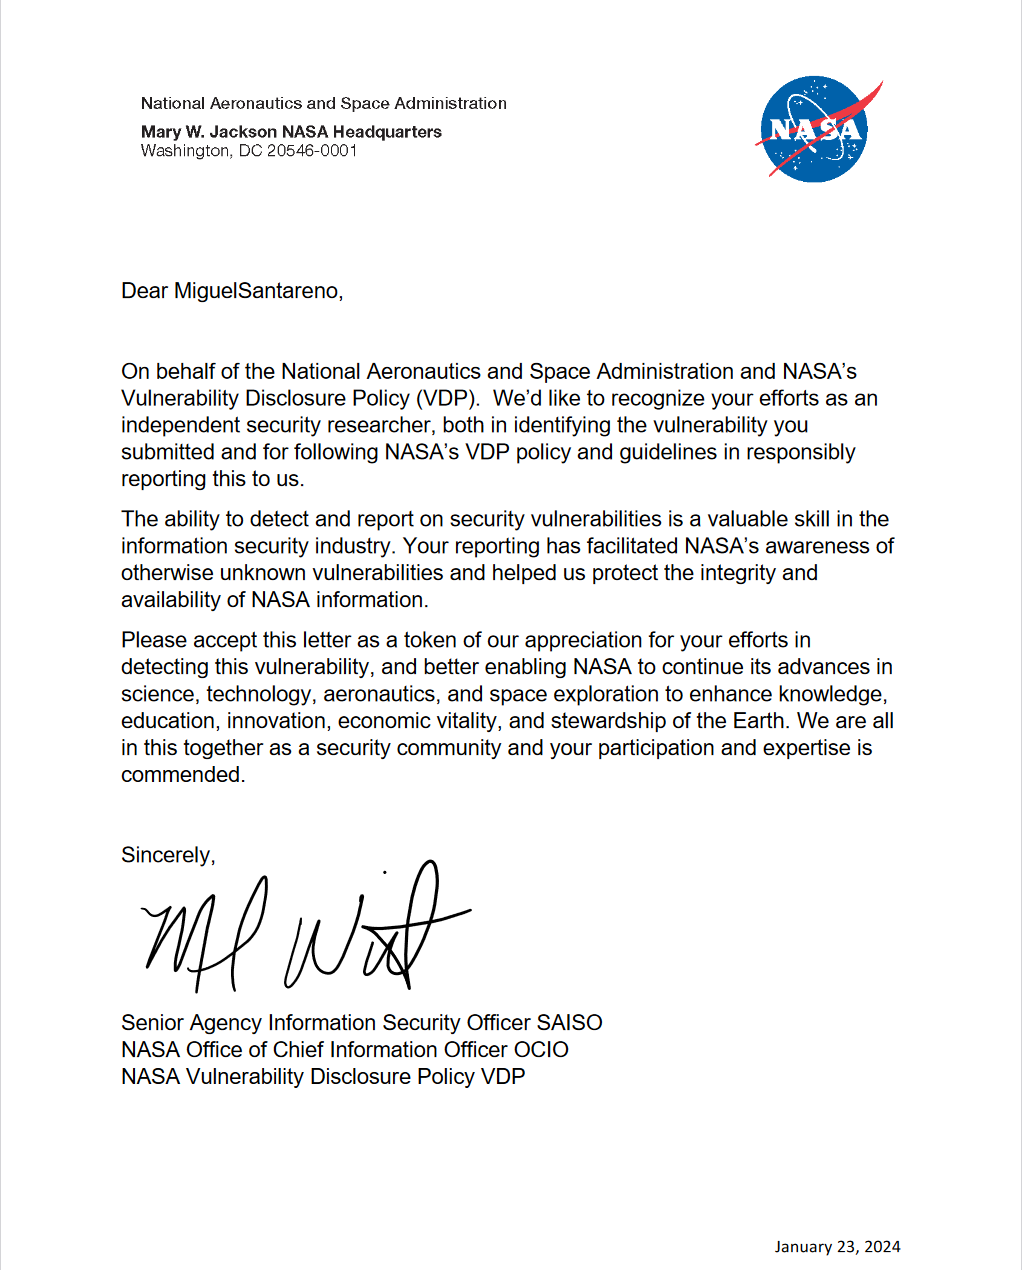 National Aeronautics and Space Administration
Mary W. Jackson NASA Headquarters
Washington, DC 20546-0001
NASA
Dear MiguelSantareno,
On behalf of the National Aeronautics and Space Administration and NASA’s
Vulnerability Disclosure Policy (VDP).  We’d like to recognize your efforts as an
independent security researcher, both in identifying the vulnerability you
submitted and for following NASA’s VDP policy and guidelines in responsibly
reporting this to us.
The ability to detect and report on security vulnerabilities is a valuable skill in the
information security industry. Your reporting has facilitated NASA’s awareness of
otherwise unknown vulnerabilities and helped us protect the integrity and
availability of NASA information.
Please accept this letter as a token of our appreciation for your efforts in
detecting this vulnerability, and better enabling NASA to continue its advances in
science, technology, aeronautics, and space exploration to enhance knowledge,
education, innovation, economic vitality, and stewardship of the Earth. We are all
in this together as a security community and your participation and expertise is
commended.
Sincerely,
Senior Agency Information Security Officer SAISO
NASA Office of Chief Information Officer OCIO
NASA Vulnerability Disclosure Policy VDP
January 23, 2024